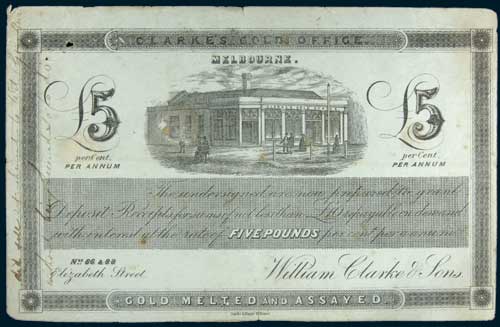 CLARKE'S GOLD OFFICE.
MELBOURNE.
£5
per Cent.
PER ANNUM
£5
per Cent.
PER ANNUM
The undersigned are now prepared to grant
Deposit Receipts for sums of not less than £10 repayable on demand
with interest at the rate of FIVE POUNDS per cent per annum
Nos. 86 & 88
Elizabeth Street.
William Clarke & Sons.
GOLD MELTED AND ASSAYED.